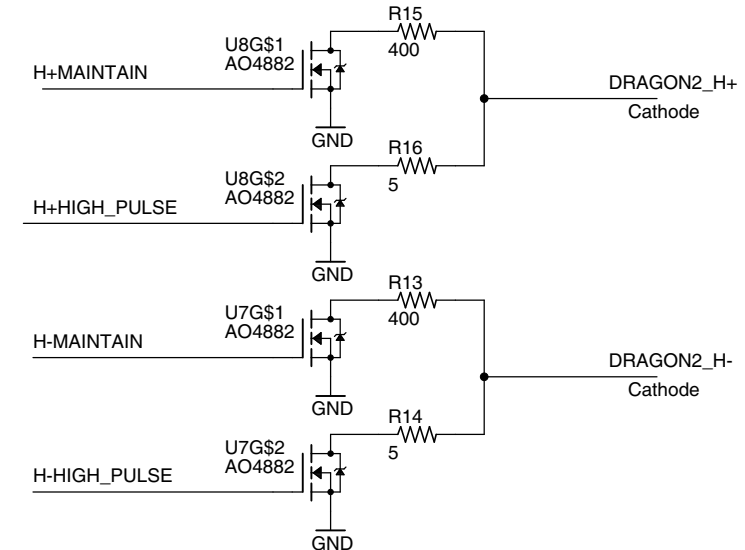 R15
400
U8G$1
AO4882
H+MAINTAIN
GND
DRAGON2_H+
Cathode
R16
5
U8G$2
AO4882
H+HIGH_PULSE
GND
R13
400
U7G$1
AO4882
H-MAINTAIN
GND
DRAGON2_H-
Cathode
R14
5
U7G$2
AO4882
H-HIGH_PULSE
GND